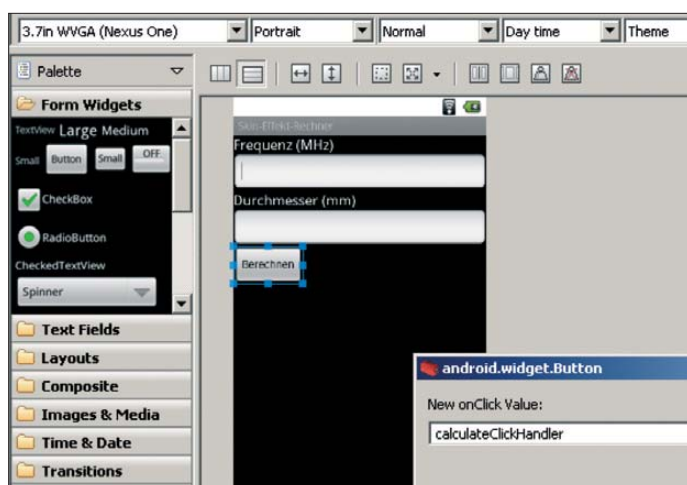 3.7in WVGA (Nexus One) Portrait Normal Day time Theme
Palette
Form Widgets
TextView Large Medium
Small Button Small OFF
CheckBox
RadioButton
CheckedTextView
Spinner
Text Fields
Layouts
Composite
Images & Media
Time & Date
Transitions
Skin-Effekt-Rechner
Frequenz (MHz)
Durchmesser (mm)
Berechnen
android.widget.Button
New onClick Value:
calculateClickHandler